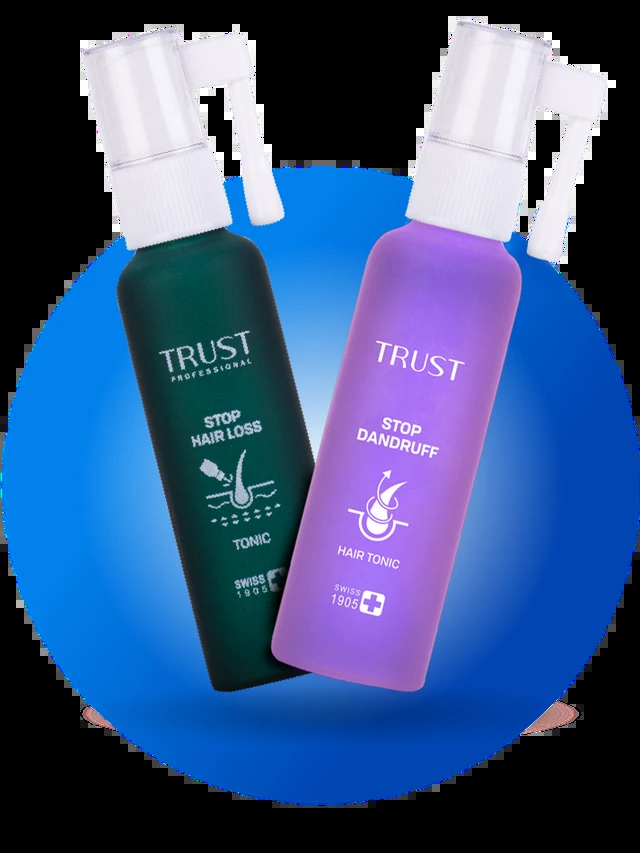 TRUST
PROFESSIONAL
STOP
HAIR LOSS
TONIC
SWISS
1905
TRUST
STOP
DANDRUFF
HAIR TONIC
SWISS
1905